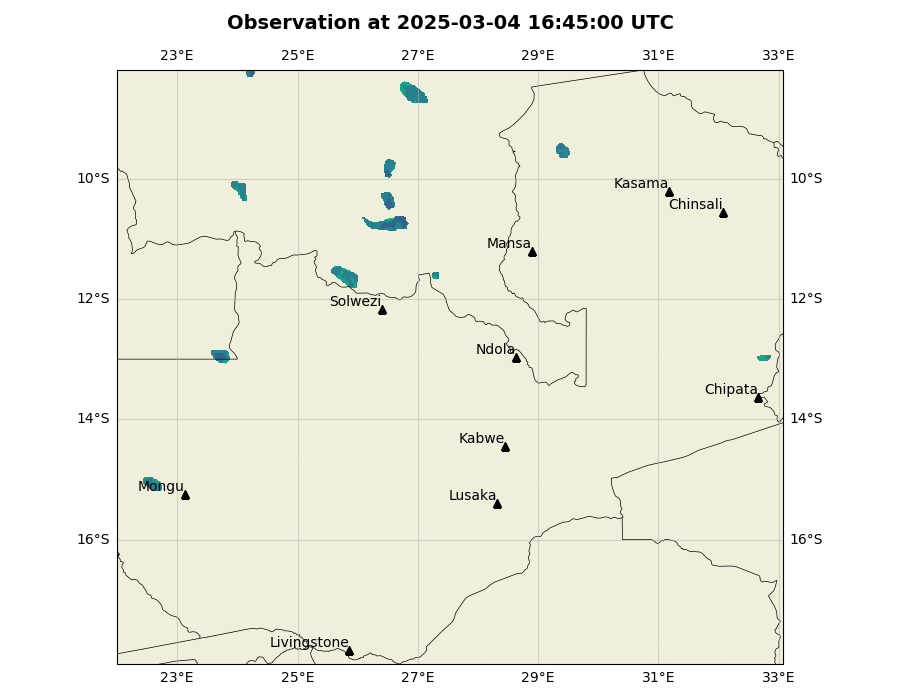 Observation at 2025-03-04 16:45:00 UTC
23°E 25°E 27°E 29°E 31°E 33°E
10°S 10°S
Kasama
Chinsali
Mansa
12°S 12°S
Solwezi
Ndola
Chipata
14°S 14°S
Kabwe
Mongu
Lusaka
16°S 16°S
Livingstone
23°E 25°E 27°E 29°E 31°E 33°E